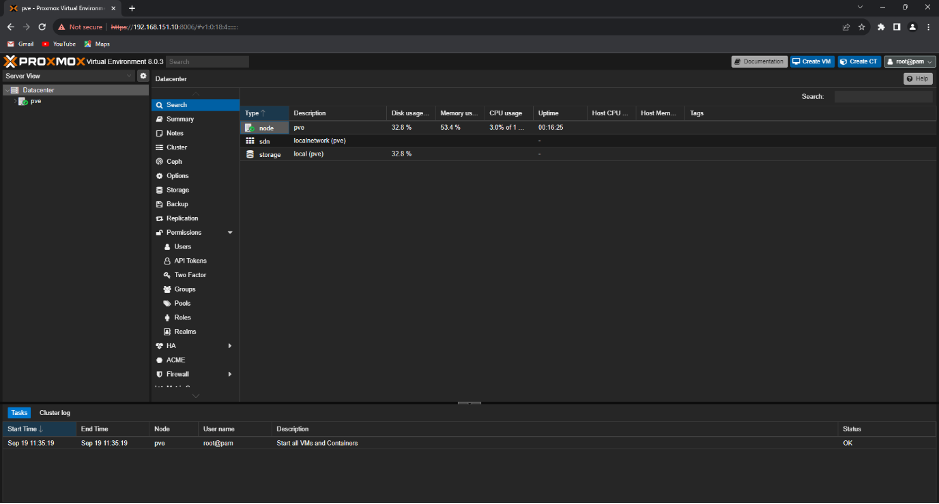 pve - Proxmox Virtual Environme
Not secure https://192.168.151.10:8006/#v1:0:18:4:::::
Gmail YouTube Maps
PROXMOX Virtual Environment 8.0.3 Search Documentation Create VM Create CT root@pam
Server View
Datacenter
pve
Datacenter
Help
Search:
Search
Summary
Notes
Cluster
Ceph
Options
Storage
Backup
Replication
Permissions
Users
API Tokens
Two Factor
Groups
Pools
Roles
Realms
HA
ACME
Firewall
Type Description Disk usage... Memory us... CPU usage Uptime Host CPU ... Host Mem... Tags
node pve 32.8 % 53.4 % 3.0% of 1 ... 00:16:25
sdn localnetwork (pve) -
storage local (pve) 32.8 % -
Tasks Cluster log
Start Time End Time Node User name Description Status
Sep 19 11:35:19 Sep 19 11:35:19 pve root@pam Start all VMs and Containers OK